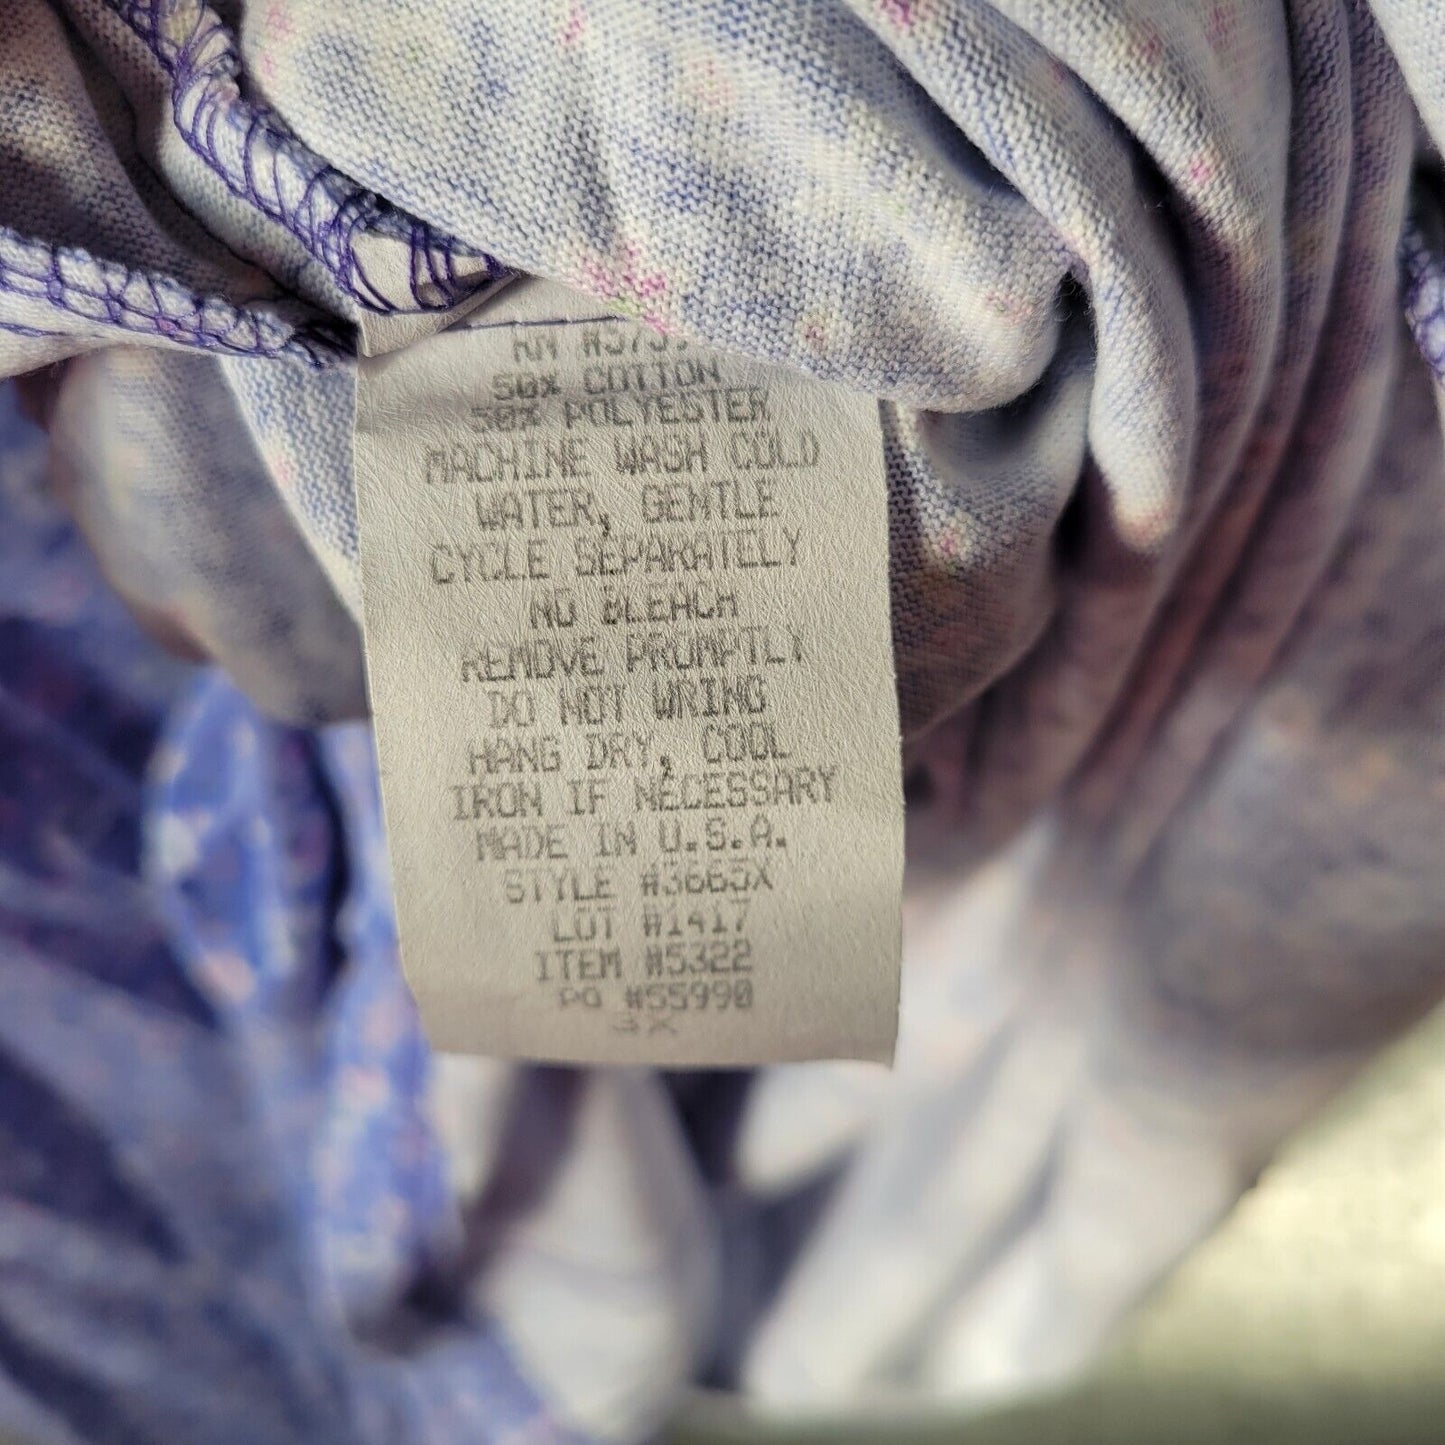 RN
50% COTTON
50% POLYESTER
MACHINE WASH COLD
WATER, GENTLE
CYCLE SEPARATELY
NO BLEACH
REMOVE PROMPTLY
DO NOT WRING
HANG DRY, COOL
IRON IF NECESSARY
MADE IN U.S.A.
STYLE #3663X
LOT #1417
ITEM #5322
PO #55990
3X